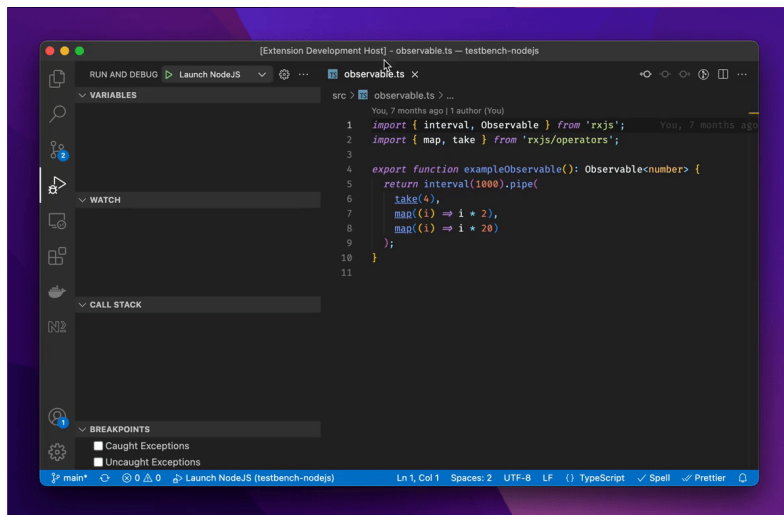 [Extension Development Host] - observable.ts — testbench-nodejs
RUN AND DEBUG Launch NodeJS ...
observable.ts
VARIABLES
src > TS observable.ts > ...
You, 7 months ago | 1 author (You)
1 import { interval, Observable } from 'rxjs'; You, 7 months ago
2 import { map, take } from 'rxjs/operators';
3
4 export function exampleObservable(): Observable<number> {
5 return interval(1000).pipe(
6 take(4),
7 map((i) ⇒ i * 2),
8 map((i) ⇒ i * 20)
9 );
10 }
11
2
WATCH
CALL STACK
N2
1
BREAKPOINTS
Caught Exceptions
Uncaught Exceptions
main* 0 0 Launch NodeJS (testbench-nodejs) Ln 1, Col 1 Spaces: 2 UTF-8 LF {} TypeScript Spell Prettier